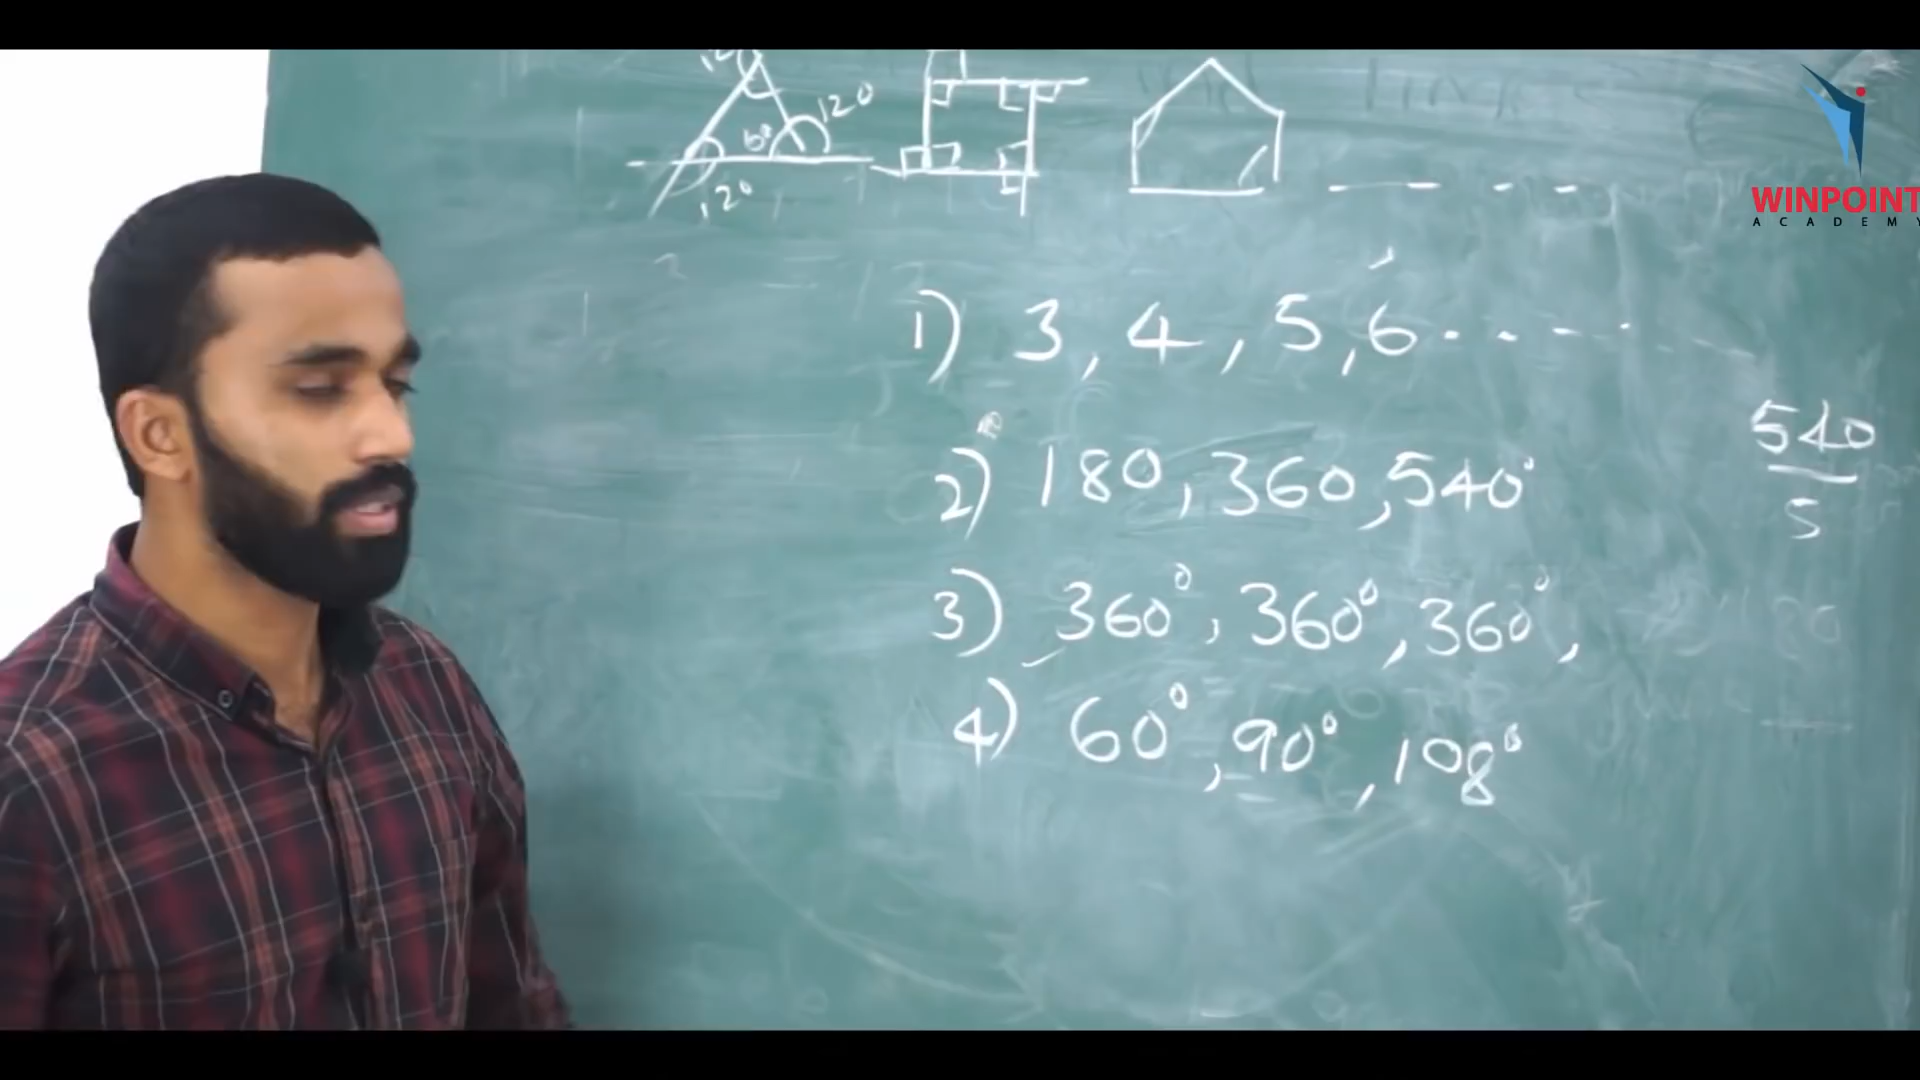 120
60
120
WINPOINT
ACADEMY
1) 3, 4, 5, 6 . - - - -
540
5
2) 180, 360, 540°
3) 360°, 360°, 360°,
4) 60°, 90°, 108°